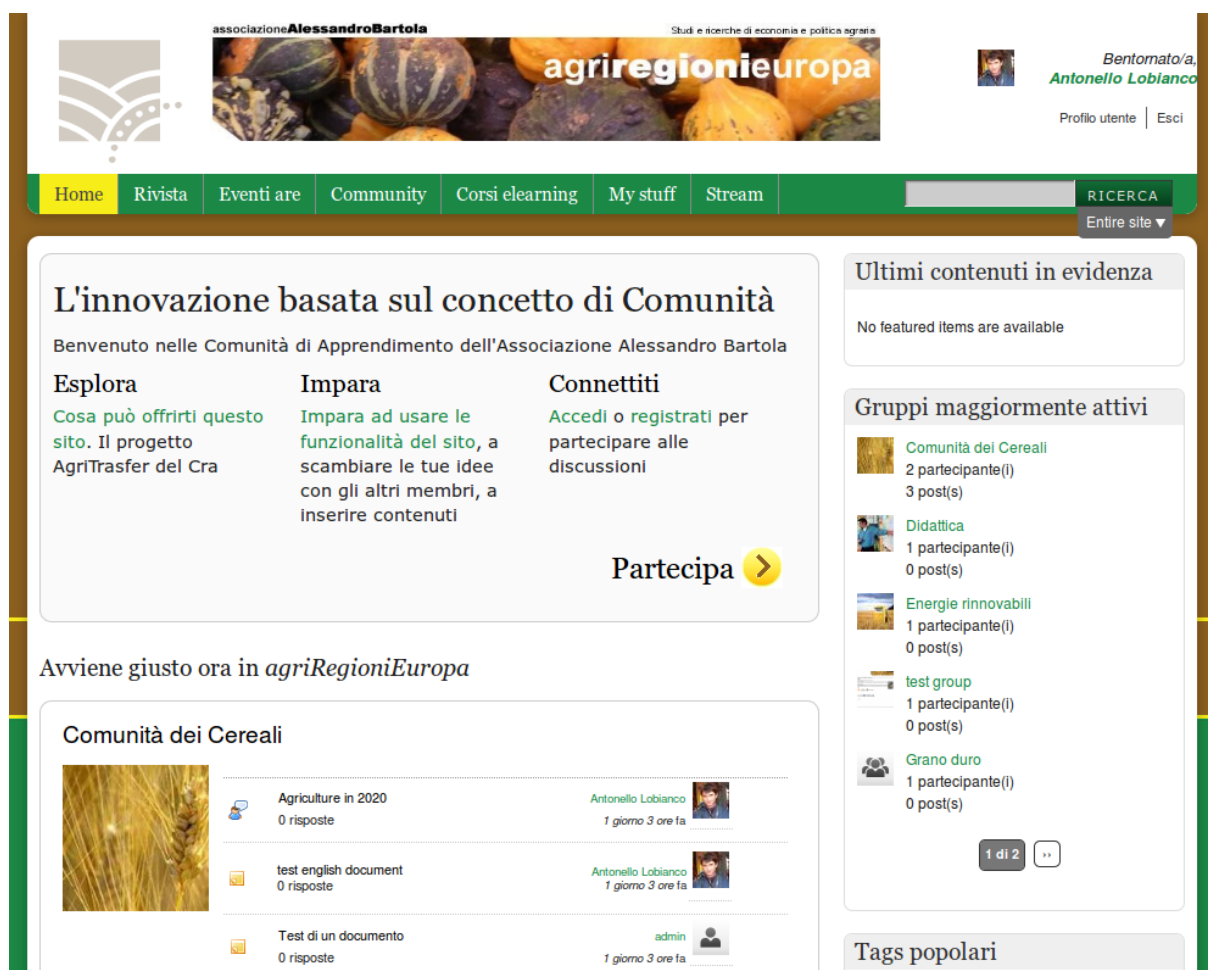 associazioneAlessandroBartola
Studi e ricerche di economia e politica agraria
agriregionieuropa
Bentornato/a,
Antonello Lobianco
Profilo utente | Esci
Home Rivista Eventi are Community Corsi elearning My stuff Stream RICERCA
Entire site ▼
L'innovazione basata sul concetto di Comunità
Benvenuto nelle Comunità di Apprendimento dell'Associazione Alessandro Bartola
Esplora
Cosa può offrirti questo
sito. Il progetto
AgriTrasfer del Cra
Impara
Impara ad usare le
funzionalità del sito, a
scambiare le tue idee
con gli altri membri, a
inserire contenuti
Connettiti
Accedi o registrati per
partecipare alle
discussioni
Partecipa
Avviene giusto ora in agriRegioniEuropa
Comunità dei Cereali
Agriculture in 2020 Antonello Lobianco
0 risposte 1 giorno 3 ore fa
test english document Antonello Lobianco
0 risposte 1 giorno 3 ore fa
Test di un documento admin
0 risposte 1 giorno 3 ore fa
Ultimi contenuti in evidenza
No featured items are available
Gruppi maggiormente attivi
Comunità dei Cereali
2 partecipante(i)
3 post(s)
Didattica
1 partecipante(i)
0 post(s)
Energie rinnovabili
1 partecipante(i)
0 post(s)
test group
1 partecipante(i)
0 post(s)
Grano duro
1 partecipante(i)
0 post(s)
1 di 2 ››
Tags popolari